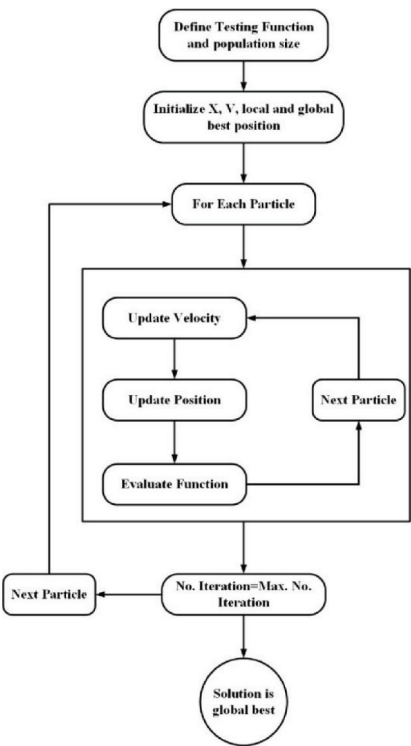 Define Testing Function
and population size
Initialize X, V, local and global
best position
For Each Particle
Update Velocity
Update Position
Next Particle
Evaluate Function
No. Iteration=Max. No.
Iteration
Next Particle
Solution is
global best